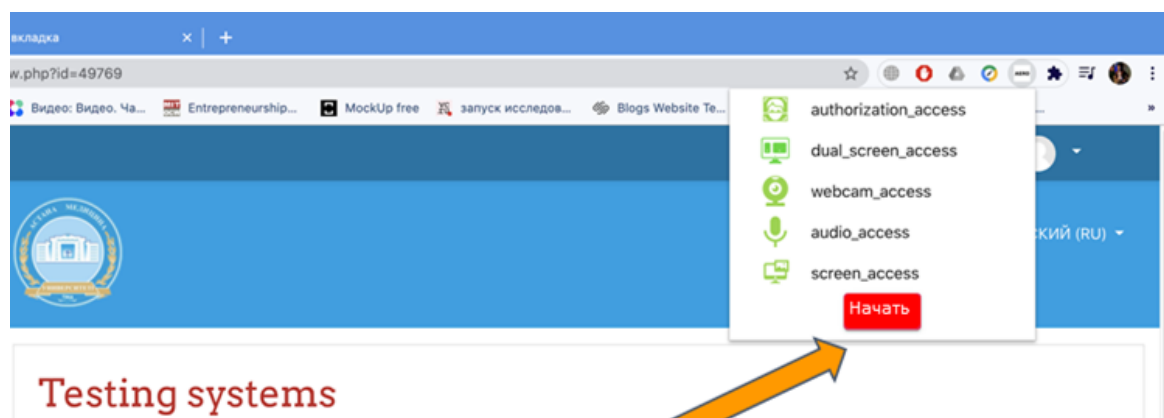 вкладка
w.php?id=49769
Видео: Видео. Ча... Entrepreneurship... MockUp free запуск исследов... Blogs Website Te...
authorization_access
dual_screen_access
webcam_access
audio_access
КИЙ (RU)
screen_access
Начать
Testing systems